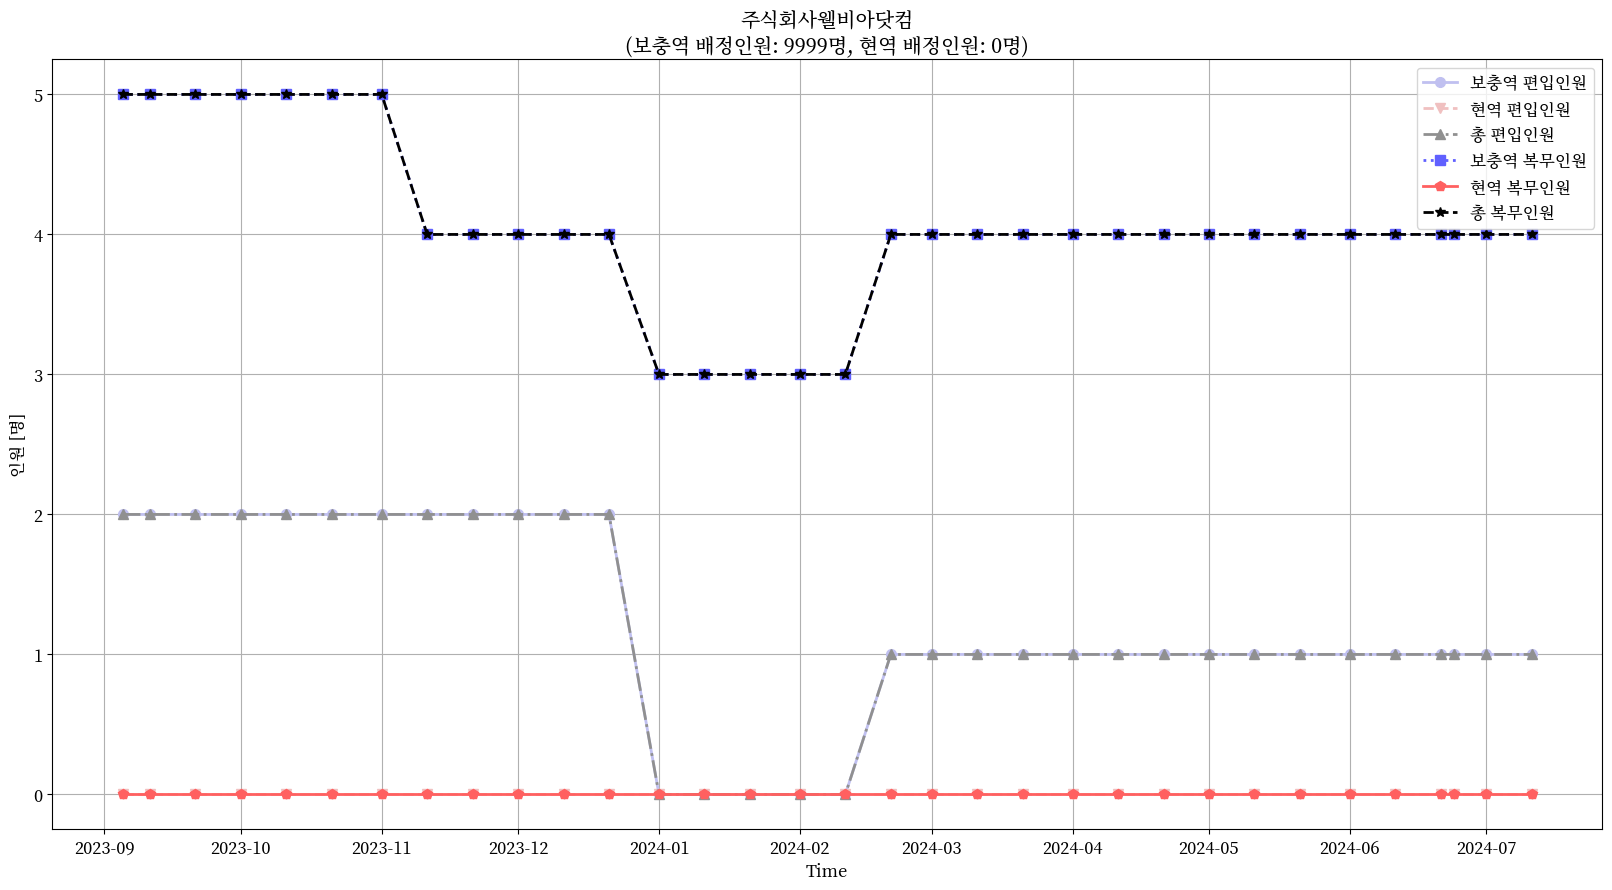 주식회사웰비아닷컴
(보충역 배정인원: 9999명, 현역 배정인원: 0명)
보충역 편입인원
현역 편입인원
총 편입인원
보충역 복무인원
현역 복무인원
총 복무인원
인원 [명]
5
4
3
2
1
0
2023-09 2023-10 2023-11 2023-12 2024-01 2024-02 2024-03 2024-04 2024-05 2024-06 2024-07
Time